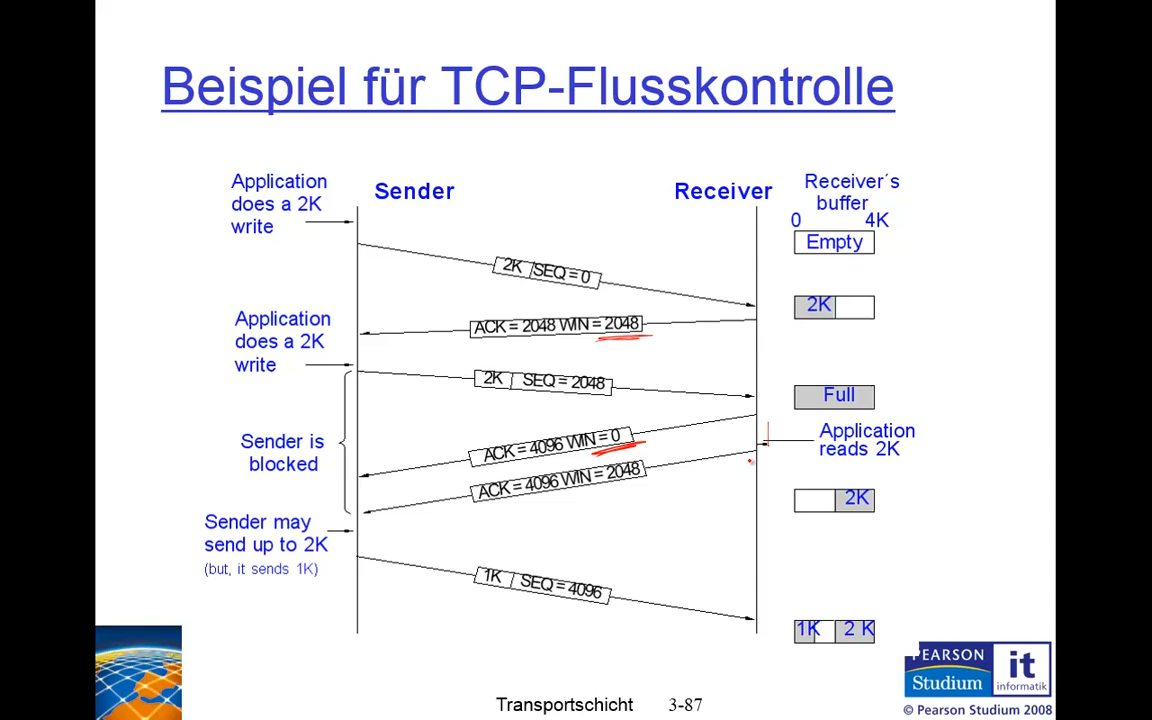 Beispiel für TCP-Flusskontrolle
Application
does a 2K
write
Sender
Receiver
Receiver´s
buffer
0 4K
Empty
2K SEQ = 0
2K
ACK = 2048 WIN = 2048
Application
does a 2K
write
2K SEQ = 2048
Full
Sender is
blocked
ACK = 4096 WIN = 0
Application
reads 2K
ACK = 4096 WIN = 2048
2K
Sender may
send up to 2K
(but, it sends 1K)
1K SEQ = 4096
1K 2 K
PEARSON
Studium
it
informatik
Transportschicht 3-87
© Pearson Studium 2008